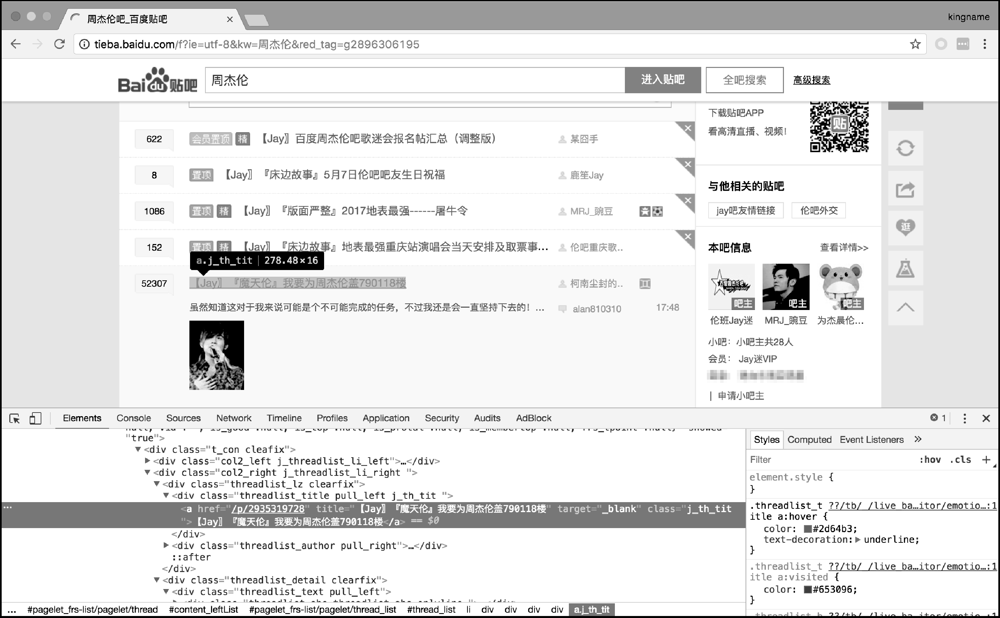 周杰伦吧_百度贴吧
kingname
tieba.baidu.com/f?ie=utf-8&kw=周杰伦&red_tag=g2896306195
Bai du 贴吧 周杰伦 进入贴吧 全吧搜索 高级搜索
下载贴吧APP
看高清直播、视频！
贴
622 会员置顶 精 【Jay】百度周杰伦吧歌迷会报名帖汇总（调整版） 某囧手
8 置顶 【Jay】『床边故事』5月7日伦吧吧友生日祝福 鹿笙Jay
1086 置顶 精 【Jay】『版面严整』2017地表最强------屠牛令 MRJ_豌豆
152 置顶 精 【Jay】『床边故事』地表最强重庆站演唱会当天安排及取票事... 伦吧重庆歌..
a.j_th_tit | 278.48×16
52307 【Jay】『魔天伦』我要为周杰伦盖790118楼 柯南尘封的..
虽然知道这对于我来说可能是个不可能完成的任务，不过我还是会一直坚持下去的！... alan810310 17:48
与他相关的贴吧
jay吧友情链接 伦吧外交
本吧信息 查看详情>>
吧主 吧主 吧主
伦班Jay迷 MRJ_豌豆 为杰晨伦...
小吧：小吧主共28人
会员： Jay迷VIP
| 申请小吧主
逛
Elements Console Sources Network Timeline Profiles Application Security Audits AdBlock 1
"true">
<div class="t_con cleafix">
<div class="col2_left j_threadlist_li_left">…</div>
<div class="col2_right j_threadlist_li_right ">
<div class="threadlist_lz clearfix">
<div class="threadlist_title pull_left j_th_tit ">
<a href="/p/2935319728" title="【Jay】『魔天伦』我要为周杰伦盖790118楼" target="_blank" class="j_th_tit
">【Jay】『魔天伦』我要为周杰伦盖790118楼</a> == $0
</div>
<div class="threadlist_author pull_right">…</div>
::after
</div>
<div class="threadlist_detail clearfix">
<div class="threadlist_text pull_left">
... #pagelet_frs-list/pagelet/thread #content_leftList #pagelet_frs-list/pagelet/thread_list #thread_list li div div div div a.j_th_tit
Styles Computed Event Listeners »
Filter :hov .cls +
element.style {
}
.threadlist_t ??/tb/_/live_ba…itor/emotio…:1
itle a:hover {
color: #2d64b3;
text-decoration: underline;
}
.threadlist_t ??/tb/_/live_ba…itor/emotio…:1
itle a:visited {
color: #653096;
}